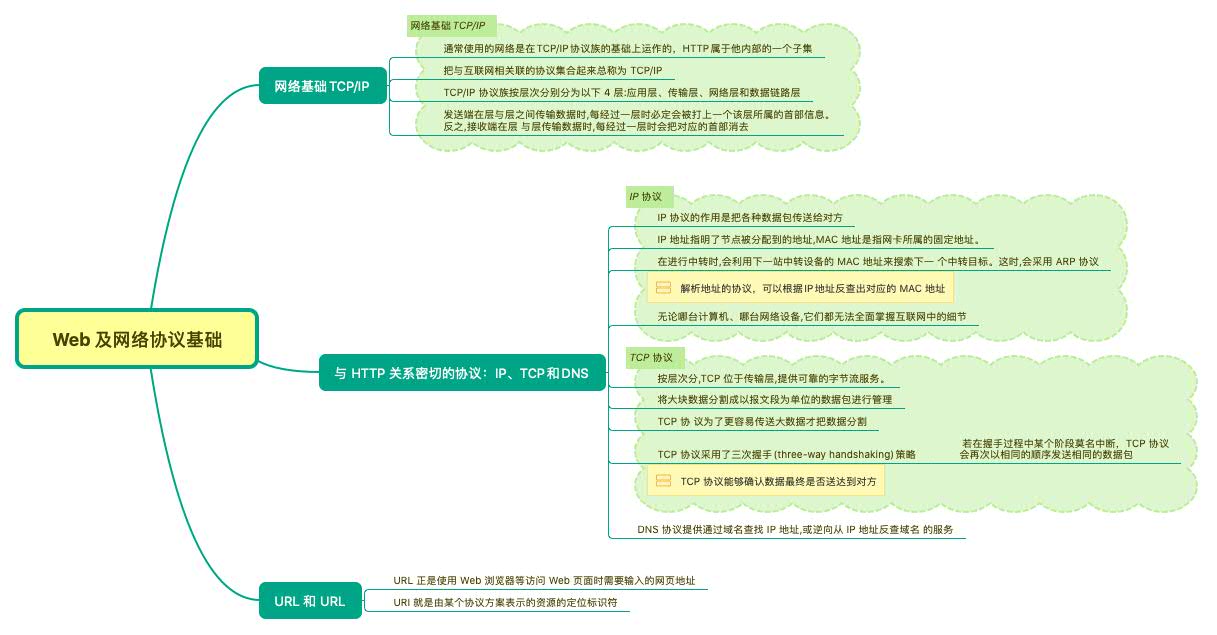 网络基础 TCP/IP
通常使用的网络是在TCP/IP协议族的基础上运作的，HTTP属于他内部的一个子集
把与互联网相关联的协议集合起来总称为 TCP/IP
网络基础TCP/IP
TCP/IP 协议族按层次分别分为以下 4 层:应用层、传输层、网络层和数据链路层
发送端在层与层之间传输数据时,每经过一层时必定会被打上一个该层所属的首部信息。
反之,接收端在层 与层传输数据时,每经过一层时会把对应的首部消去
IP 协议
IP 协议的作用是把各种数据包传送给对方
IP 地址指明了节点被分配到的地址,MAC 地址是指网卡所属的固定地址。
在进行中转时,会利用下一站中转设备的 MAC 地址来搜索下一 个中转目标。这时,会采用 ARP 协议
解析地址的协议，可以根据IP地址反查出对应的 MAC 地址
无论哪台计算机、哪台网络设备,它们都无法全面掌握互联网中的细节
Web 及网络协议基础
与 HTTP 关系密切的协议：IP、TCP和DNS
TCP 协议
按层次分,TCP 位于传输层,提供可靠的字节流服务。
将大块数据分割成以报文段为单位的数据包进行管理
TCP 协 议为了更容易传送大数据才把数据分割
TCP 协议采用了三次握手(three-way handshaking)策略
若在握手过程中某个阶段莫名中断，TCP 协议
会再次以相同的顺序发送相同的数据包
TCP 协议能够确认数据最终是否送达到对方
DNS 协议提供通过域名查找 IP 地址,或逆向从 IP 地址反查域名 的服务
URL 和 URL
URL 正是使用 Web 浏览器等访问 Web 页面时需要输入的网页地址
URI 就是由某个协议方案表示的资源的定位标识符